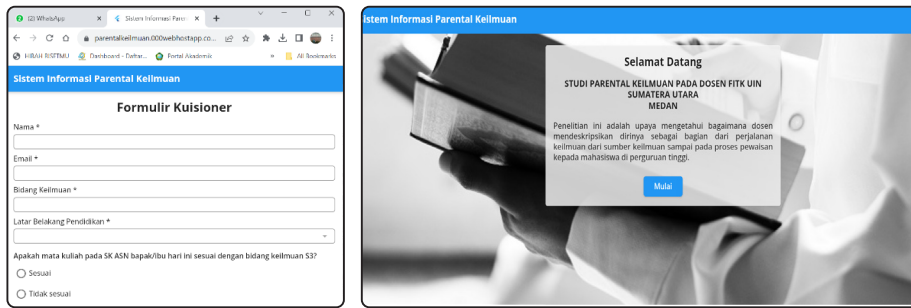 (2) WhatsApp
Sistem Informasi Paren
parentalkeilmuan.000webhostapp.co...
HIBAH RISTEMU
Dashboard - Daftar...
Portal Akademik
»
All Bookmarks
Sistem Informasi Parental Keilmuan
Formulir Kuisioner
Nama *
Email *
Bidang Keilmuan *
Latar Belakang Pendidikan *
Apakah mata kuliah pada SK ASN bapak/ibu hari ini sesuai dengan bidang keilmuan S3?
Sesuai
Tidak sesuai
istem Informasi Parental Keilmuan
Selamat Datang
STUDI PARENTAL KEILMUAN PADA DOSEN FITK UIN
SUMATERA UTARA
MEDAN
Penelitian ini adalah upaya mengetahui bagaimana dosen
mendeskripsikan dirinya sebagai bagian dari perjalanan
keilmuan dari sumber keilmuan sampai pada proses pewaisan
kepada mahasiswa di perguruan tinggi.
Mulai